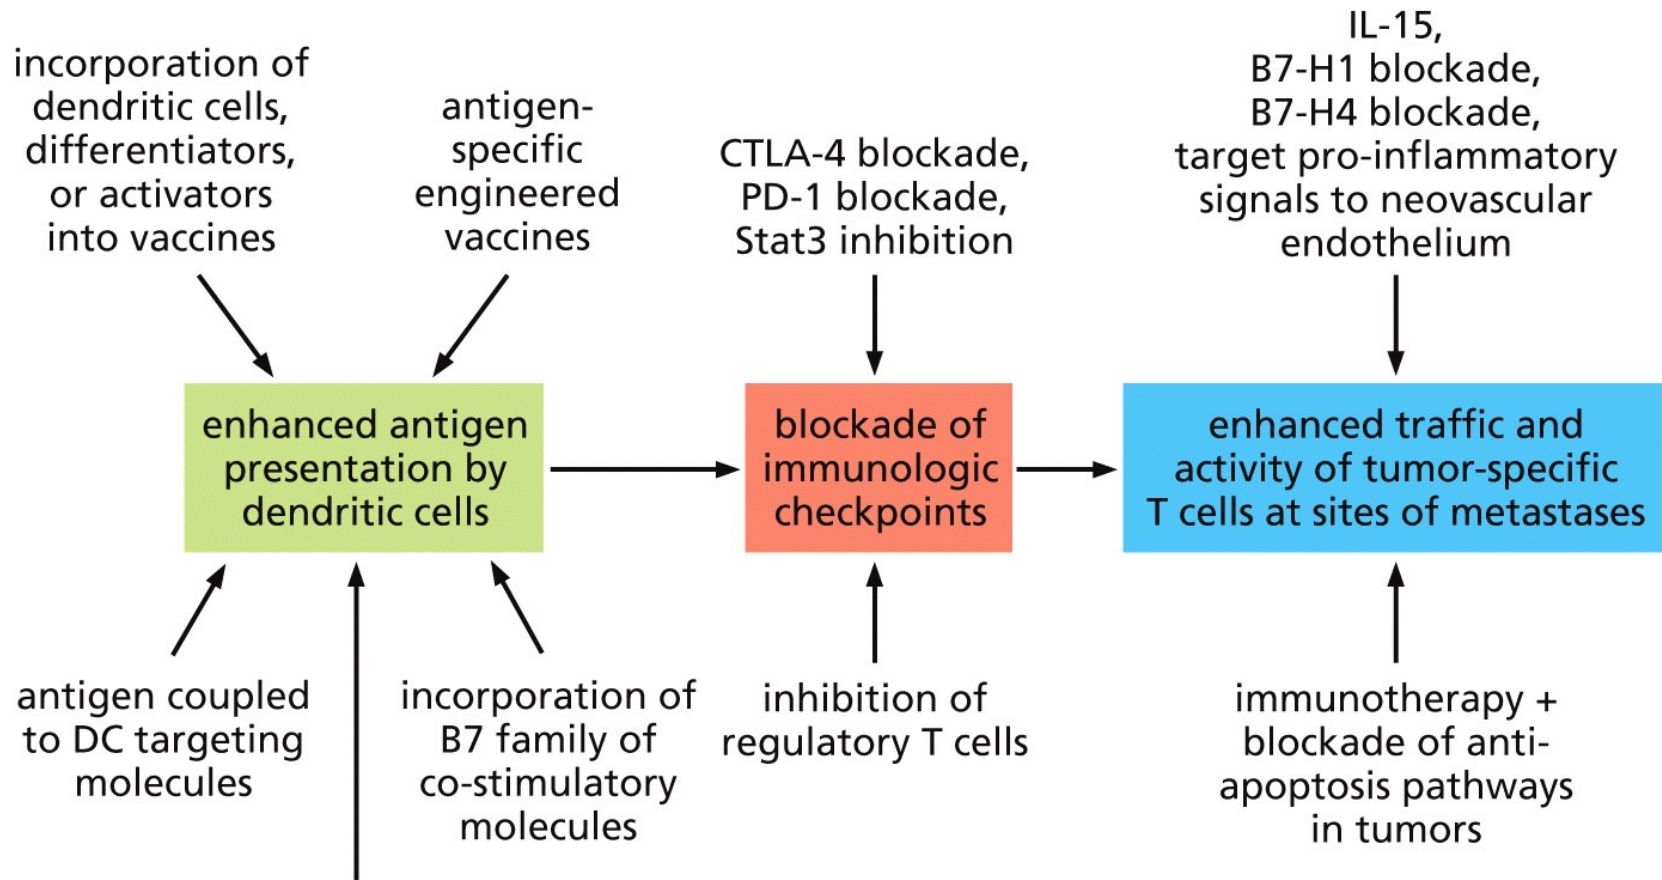 incorporation of
dendritic cells,
differentiators,
or activators
into vaccines
antigen-
specific
engineered
vaccines
CTLA-4 blockade,
PD-1 blockade,
Stat3 inhibition
IL-15,
B7-H1 blockade,
B7-H4 blockade,
target pro-inflammatory
signals to neovascular
endothelium
enhanced antigen
presentation by
dendritic cells
blockade of
immunologic
checkpoints
enhanced traffic and
activity of tumor-specific
T cells at sites of metastases
antigen coupled
to DC targeting
molecules
incorporation of
B7 family of
co-stimulatory
molecules
inhibition of
regulatory T cells
immunotherapy +
blockade of anti-
apoptosis pathways
in tumors